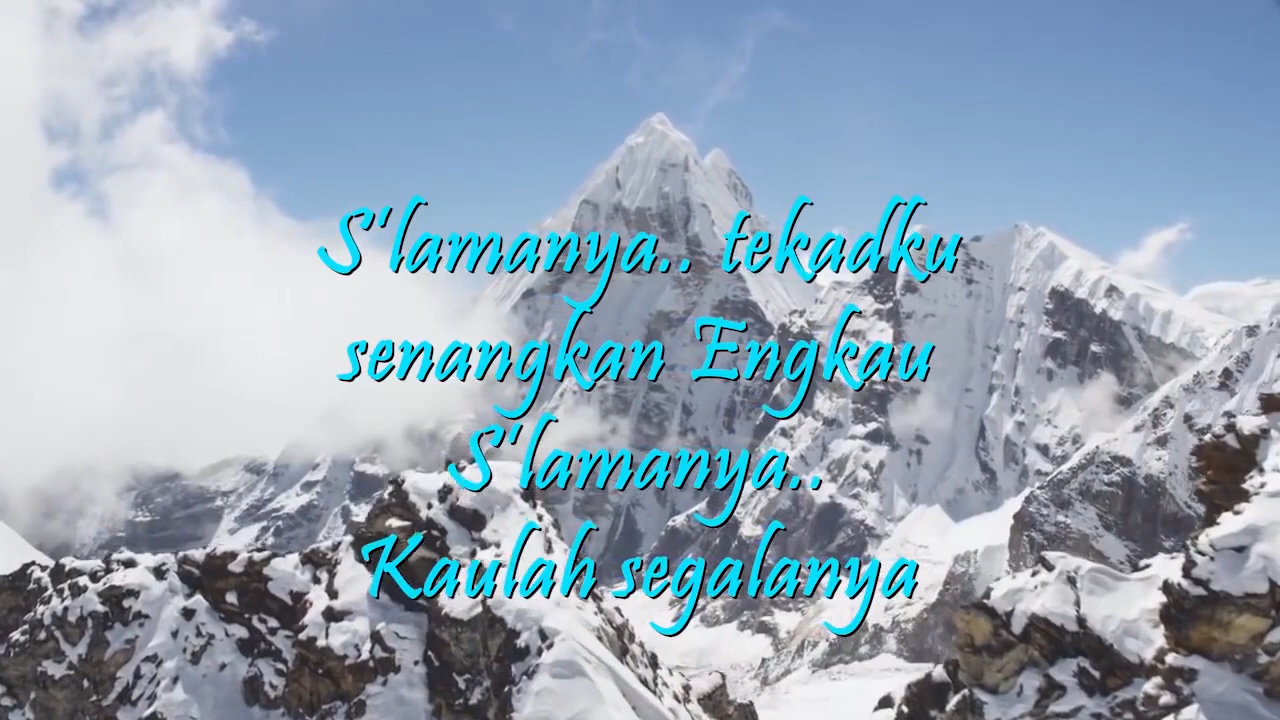 S'lamanya.. tekadku
senangkan Engkau
S'lamanya..
Kaulah segalanya